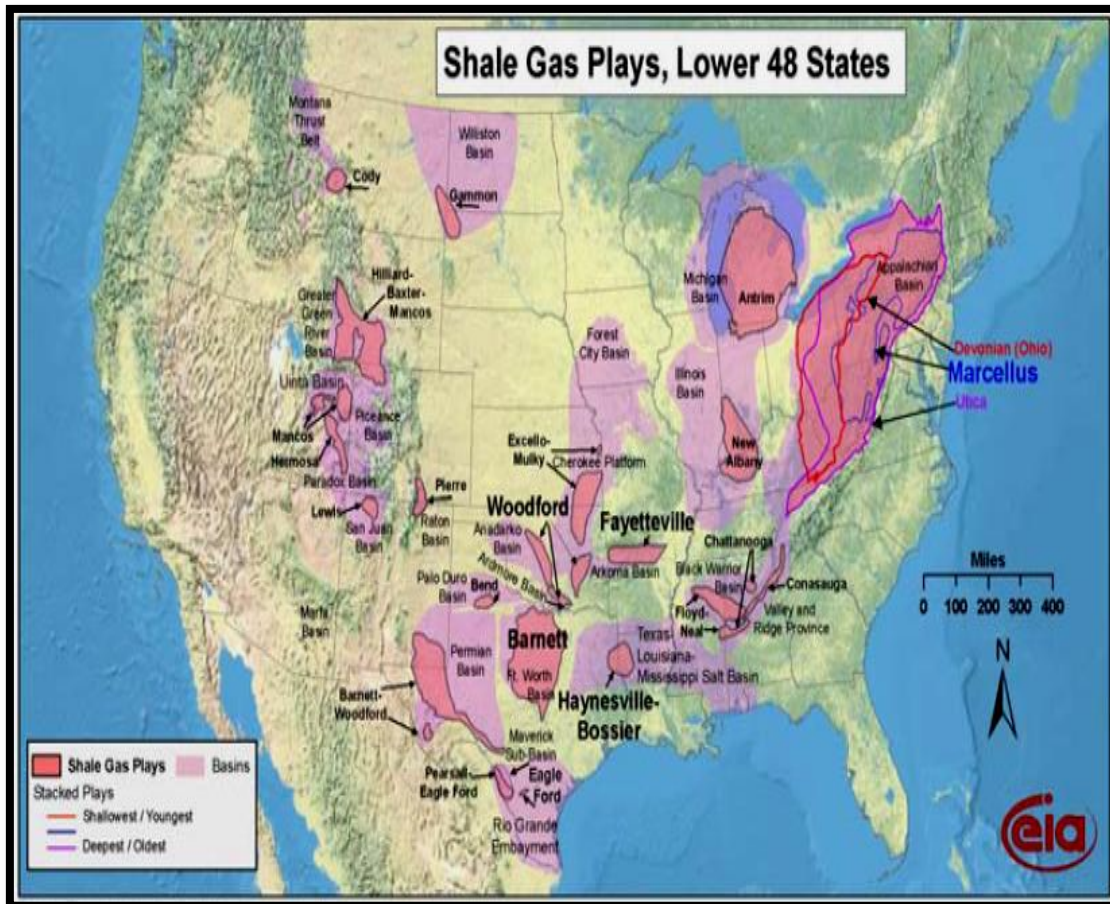 Shale Gas Plays, Lower 48 States
Montana
Thrust
Belt
Cody
Williston
Basin
Gammon
Hilliard-
Baxter-
Mancos
Greater
Green
River
Basin
Uinta Basin
Piceance
Basin
Mancos
Hermosa
Paradox Basin
Lewis
San Juan
Basin
Pierre
Raton
Basin
Forest
City Basin
Excello-
Mulky
Cherokee Platform
Woodford
Anadarko
Basin
Ardmore Basin
Palo Duro
Basin
Bend
Fayetteville
Arkoma Basin
Michigan
Basin
Antrim
Illinois
Basin
New
Albany
Appalachian
Basin
Devonian (Ohio)
Marcellus
Utica
Chattanooga
Black Warrior
Basin
Conasauga
Floyd-
Neal
Valley and
Ridge Province
Marfa
Basin
Permian
Basin
Barnett-
Woodford
Barnett
Ft. Worth
Basin
Texas-
Louisiana-
Mississippi Salt Basin
Haynesville-
Bossier
Maverick
Sub-Basin
Pearsall-
Eagle Ford
Eagle
Ford
Rio Grande
Embayment
Miles
0 100 200 300 400
N
Shale Gas Plays
Basins
Stacked Plays
Shallowest / Youngest
Deepest / Oldest
eia